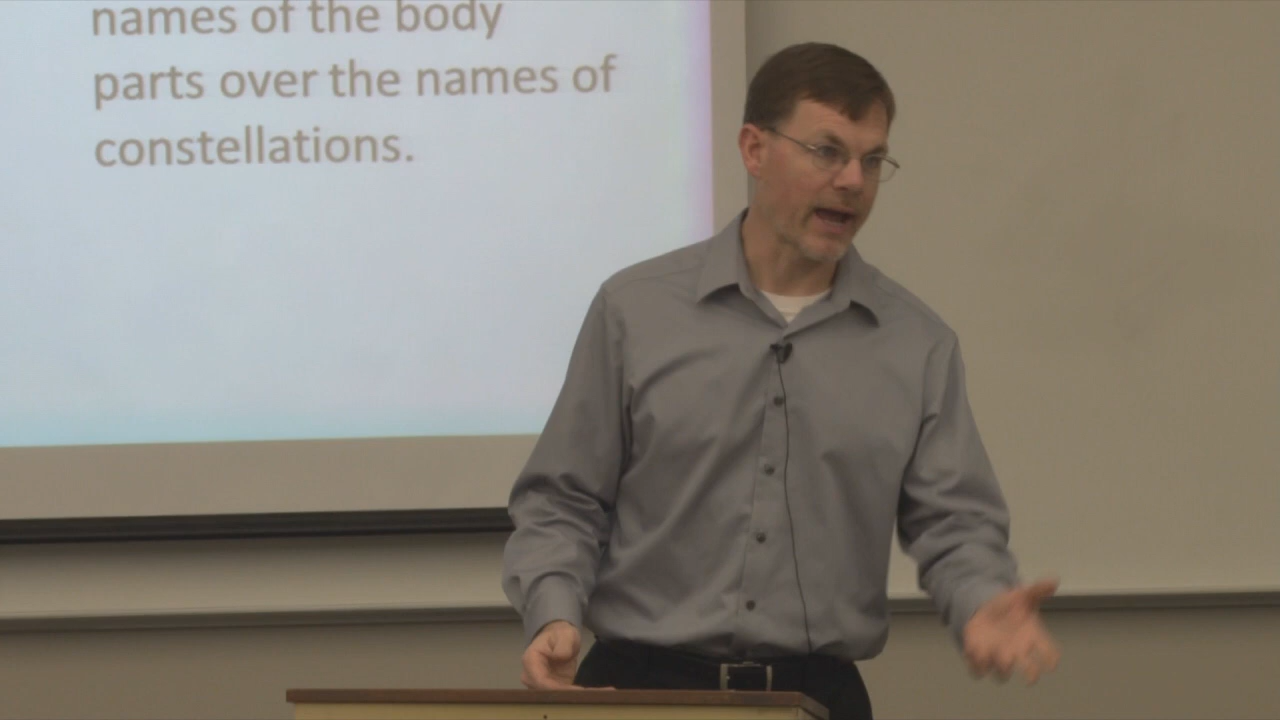 names of the body
parts over the names of
constellations.